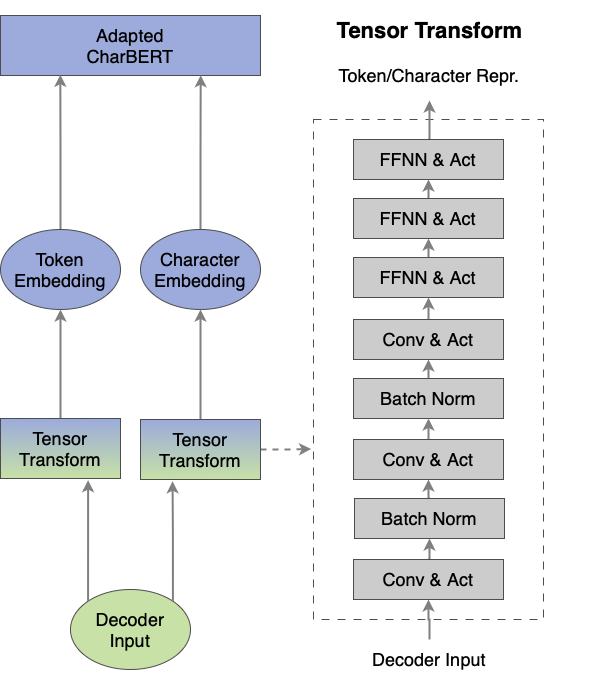 Adapted
CharBERT
Token
Embedding
Character
Embedding
Tensor
Transform
Tensor
Transform
Decoder
Input
Tensor Transform
Token/Character Repr.
FFNN & Act
FFNN & Act
FFNN & Act
Conv & Act
Batch Norm
Conv & Act
Batch Norm
Conv & Act
Decoder Input